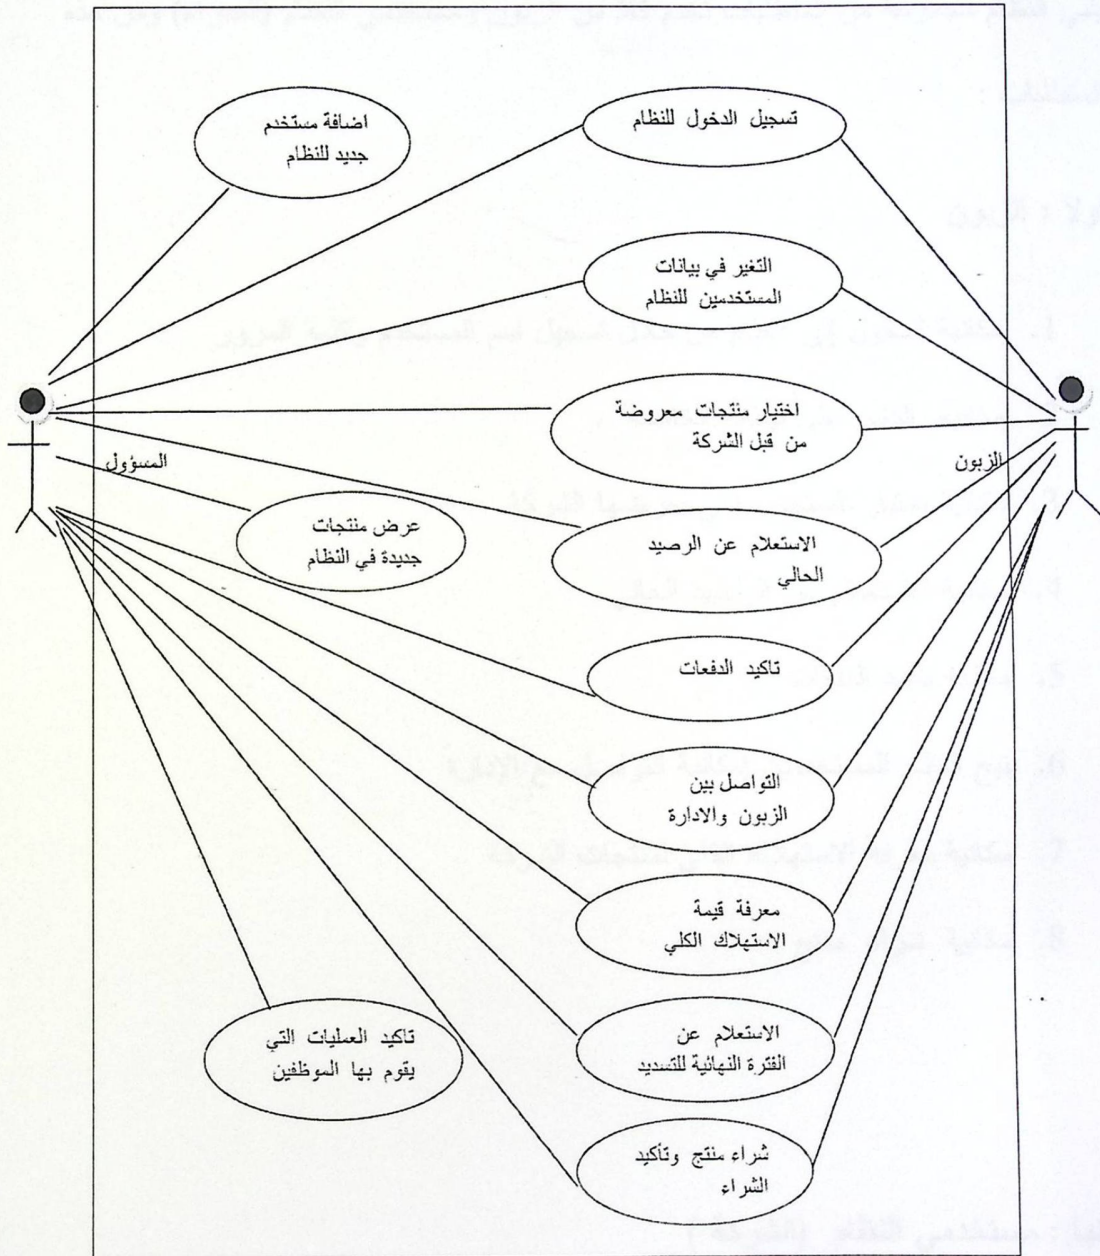 اضافة مستخدم
جديد للنظام
تسجيل الدخول للنظام
التغير في بيانات
المستخدمين للنظام
اختيار منتجات معروضة
من قبل الشركة
المسؤول
الزبون
عرض منتجات
جديدة في النظام
الاستعلام عن الرصيد
الحالي
تاكيد الدفعات
التواصل بين
الزبون والادارة
معرفة قيمة
الاستهلاك الكلي
الاستعلام عن
الفترة النهائية للتسديد
تاكيد العمليات التي
يقوم بها الموظفين
شراء منتج وتأكيد
الشراء